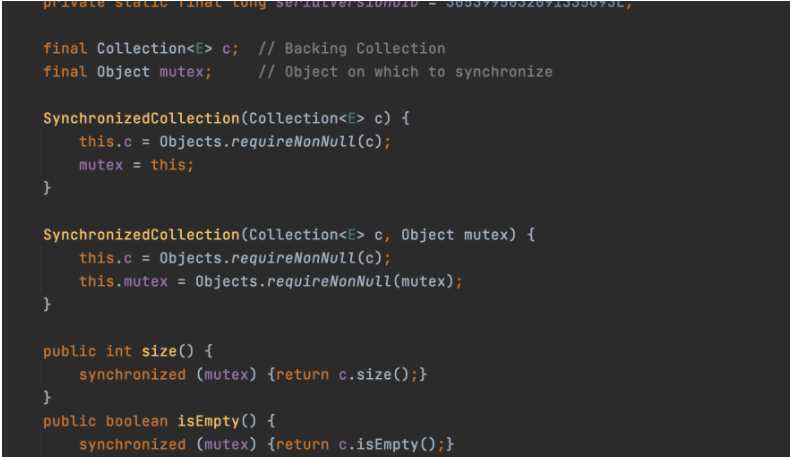 private static final long serialVersionUID = 3053995032091335093L;
final Collection<E> c;  // Backing Collection
final Object mutex;     // Object on which to synchronize
SynchronizedCollection(Collection<E> c) {
this.c = Objects.requireNonNull(c);
mutex = this;
}
SynchronizedCollection(Collection<E> c, Object mutex) {
this.c = Objects.requireNonNull(c);
this.mutex = Objects.requireNonNull(mutex);
}
public int size() {
synchronized (mutex) {return c.size();}
}
public boolean isEmpty() {
synchronized (mutex) {return c.isEmpty();}